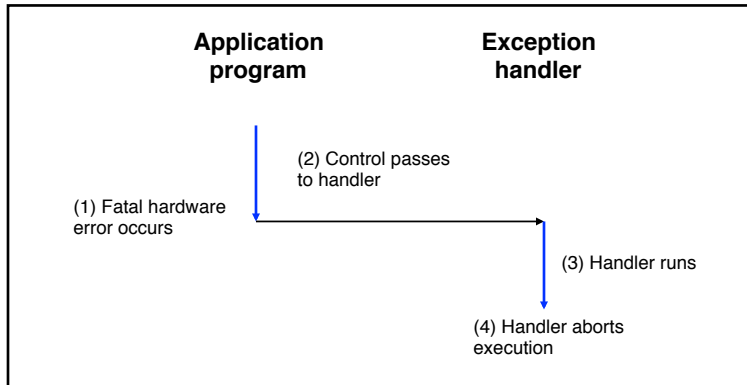 Application
program
Exception
handler
(2) Control passes
to handler
(1) Fatal hardware
error occurs
(3) Handler runs
(4) Handler aborts
execution